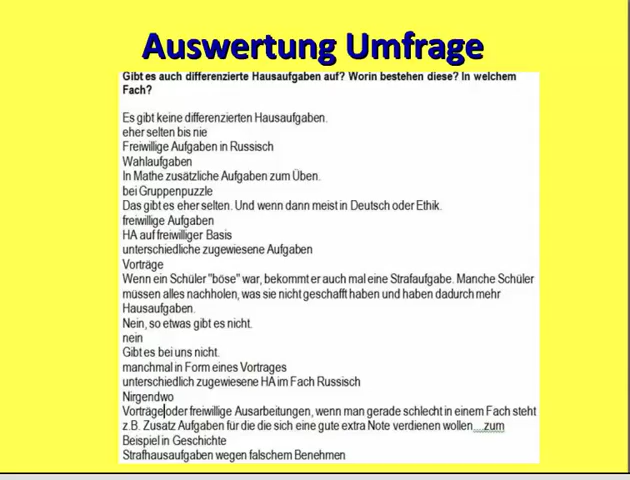 Auswertung Umfrage
Gibt es auch differenzierte Hausaufgaben auf? Worin bestehen diese? In welchem
Fach?
Es gibt keine differenzierten Hausaufgaben.
eher selten bis nie
Freiwillige Aufgaben in Russisch
Wahlaufgaben
In Mathe zusätzliche Aufgaben zum Üben.
bei Gruppenpuzzle
Das gibt es eher selten. Und wenn dann meist in Deutsch oder Ethik.
freiwillige Aufgaben
HA auf freiwilliger Basis
unterschiedliche zugewiesene Aufgaben
Vorträge
Wenn ein Schüler "böse" war, bekommt er auch mal eine Strafaufgabe. Manche Schüler
müssen alles nachholen, was sie nicht geschafft haben und haben dadurch mehr
Hausaufgaben.
Nein, so etwas gibt es nicht.
nein
Gibt es bei uns nicht.
manchmal in Form eines Vortrages
unterschiedlich zugewiesene HA im Fach Russisch
Nirgendwo
Vorträge oder freiwillige Ausarbeitungen, wenn man gerade schlecht in einem Fach steht
z.B. Zusatz Aufgaben für die die sich eine gute extra Note verdienen wollen....zum
Beispiel in Geschichte
Strafhausaufgaben wegen falschem Benehmen